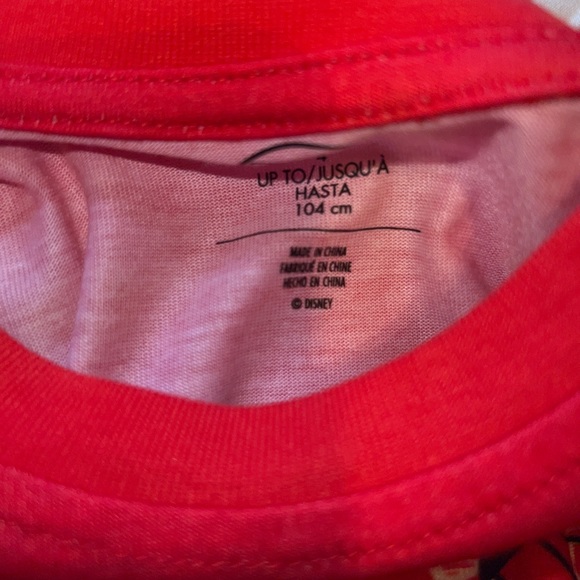 UP TO/JUSQU'À
HASTA
104 cm
MADE IN CHINA
FABRIQUÉ EN CHINE
HECHO EN CHINA
© DISNEY